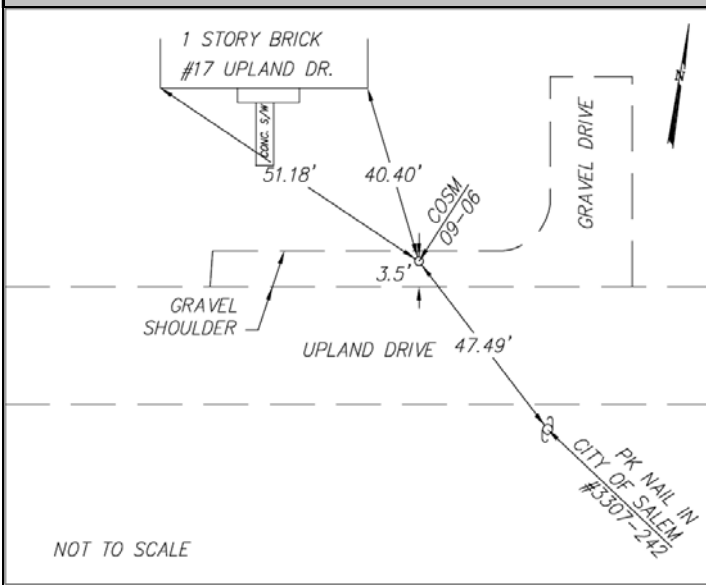 1 STORY BRICK
#17 UPLAND DR.
CONC. S/W
51.18'
40.40'
COSM
09-06
GRAVEL DRIVE
N
3.5'
GRAVEL
SHOULDER
UPLAND DRIVE
47.49'
PK NAIL IN
CITY OF SALEM
#3307-242
NOT TO SCALE